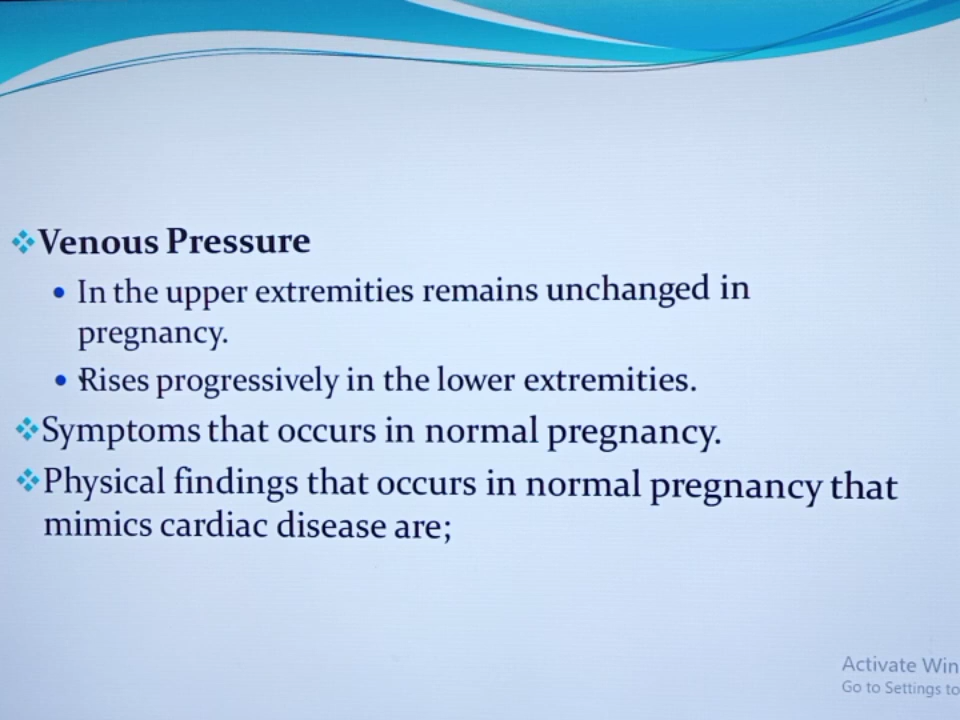 ❖Venous Pressure
• In the upper extremities remains unchanged in
pregnancy.
• Rises progressively in the lower extremities.
❖Symptoms that occurs in normal pregnancy.
❖Physical findings that occurs in normal pregnancy that
mimics cardiac disease are;
Activate Win
Go to Settings to